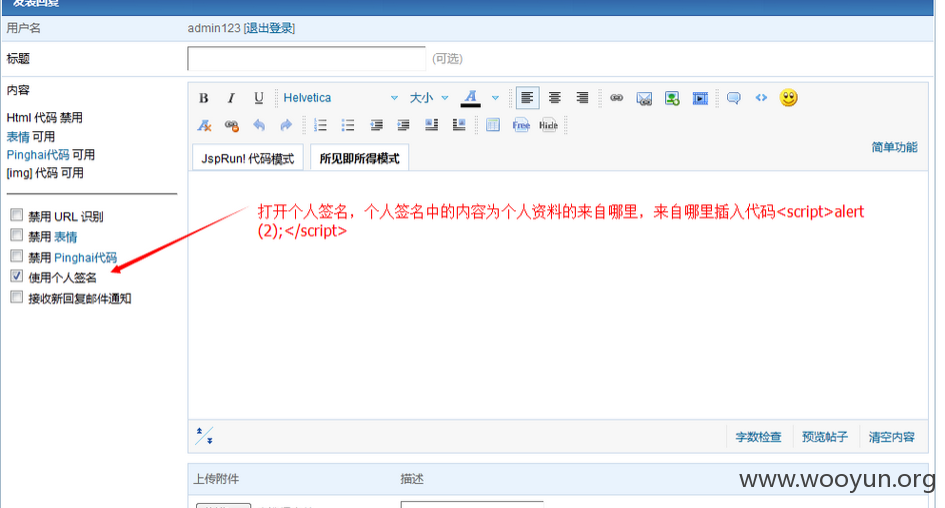 发表回复
用户名 admin123 [退出登录]
标题 (可选)
内容
Html 代码 禁用
表情 可用
Pinghai代码 可用
[img] 代码 可用
禁用 URL 识别
禁用 表情
禁用 Pinghai代码
使用个人签名
接收新回复邮件通知
B I U Helvetica 大小 A
Free Hide
简单功能
JspRun! 代码模式 所见即所得模式
打开个人签名，个人签名中的内容为个人资料的来自哪里，来自哪里插入代码<script>alert
(2);</script>
字数检查 预览帖子 清空内容
上传附件 描述
www.wooyun.org